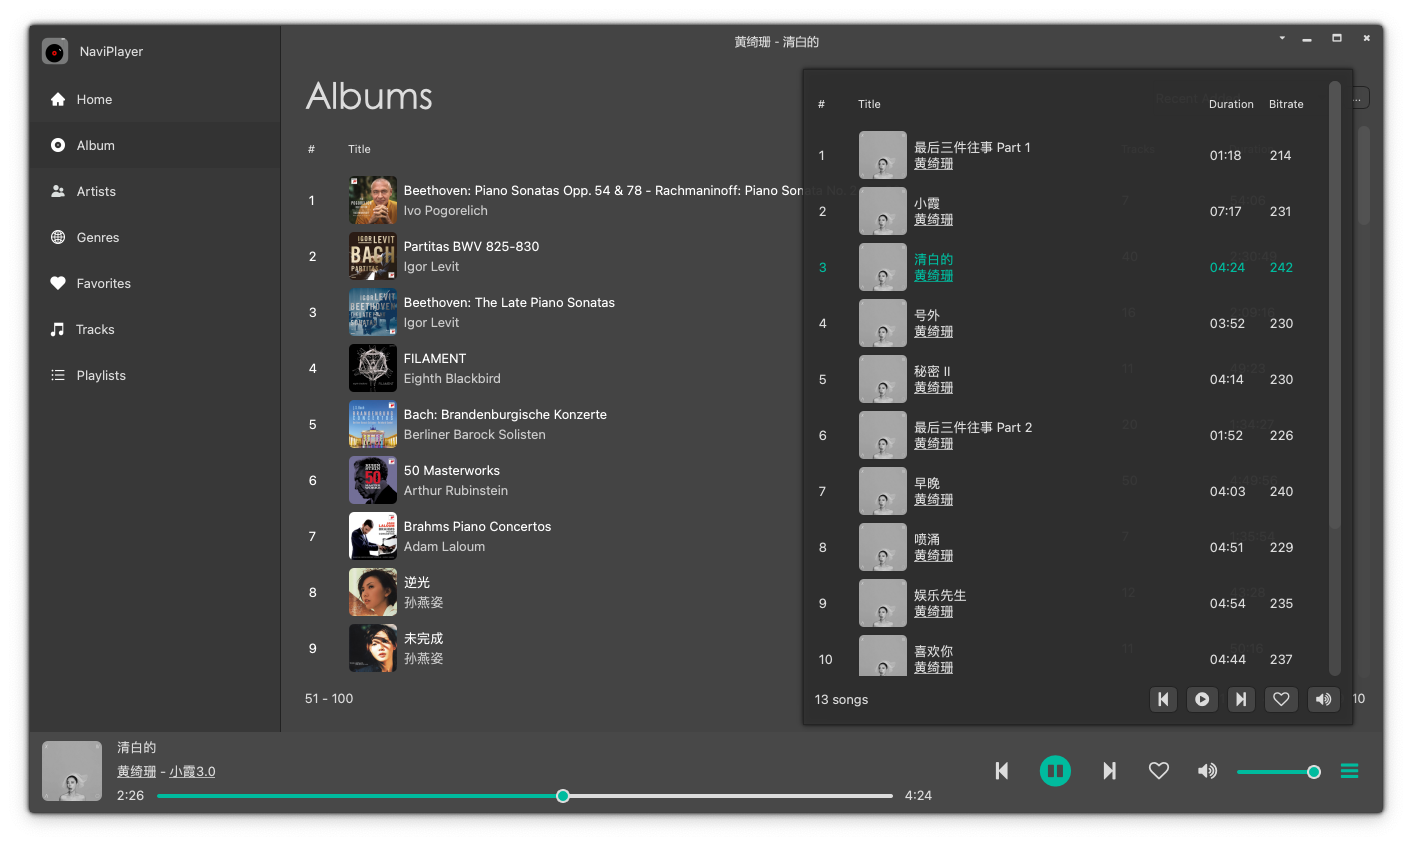 黄绮珊 - 清白的
NaviPlayer
Home
Album
Artists
Genres
Favorites
Tracks
Playlists
Albums
# Title
1 Beethoven: Piano Sonatas Opp. 54 & 78 - Rachmaninoff: Piano Sonata No. 2
Ivo Pogorelich
2 Partitas BWV 825-830
Igor Levit
3 Beethoven: The Late Piano Sonatas
Igor Levit
4 FILAMENT
Eighth Blackbird
5 Bach: Brandenburgische Konzerte
Berliner Barock Solisten
6 50 Masterworks
Arthur Rubinstein
7 Brahms Piano Concertos
Adam Laloum
8 逆光
孙燕姿
9 未完成
孙燕姿
51 - 100
# Title Duration Bitrate
1 最后三件往事 Part 1 01:18 214
黄绮珊
2 小霞 07:17 231
黄绮珊
3 清白的 04:24 242
黄绮珊
4 号外 03:52 230
黄绮珊
5 秘密 II 04:14 230
黄绮珊
6 最后三件往事 Part 2 01:52 226
黄绮珊
7 早晚 04:03 240
黄绮珊
8 喷涌 04:51 229
黄绮珊
9 娱乐先生 04:54 235
黄绮珊
10 喜欢你 04:44 237
黄绮珊
13 songs
10
清白的
黄绮珊 - 小霞3.0
2:26 4:24